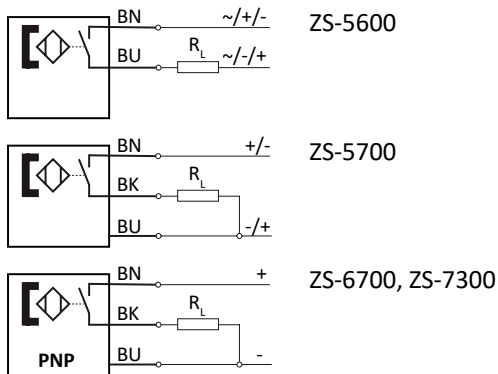 BN ~/+/- ZS-5600
BU R_L ~/-/+
BN +/- ZS-5700
BK R_L
BU -/+
BN + ZS-6700, ZS-7300
BK R_L
PNP BU -